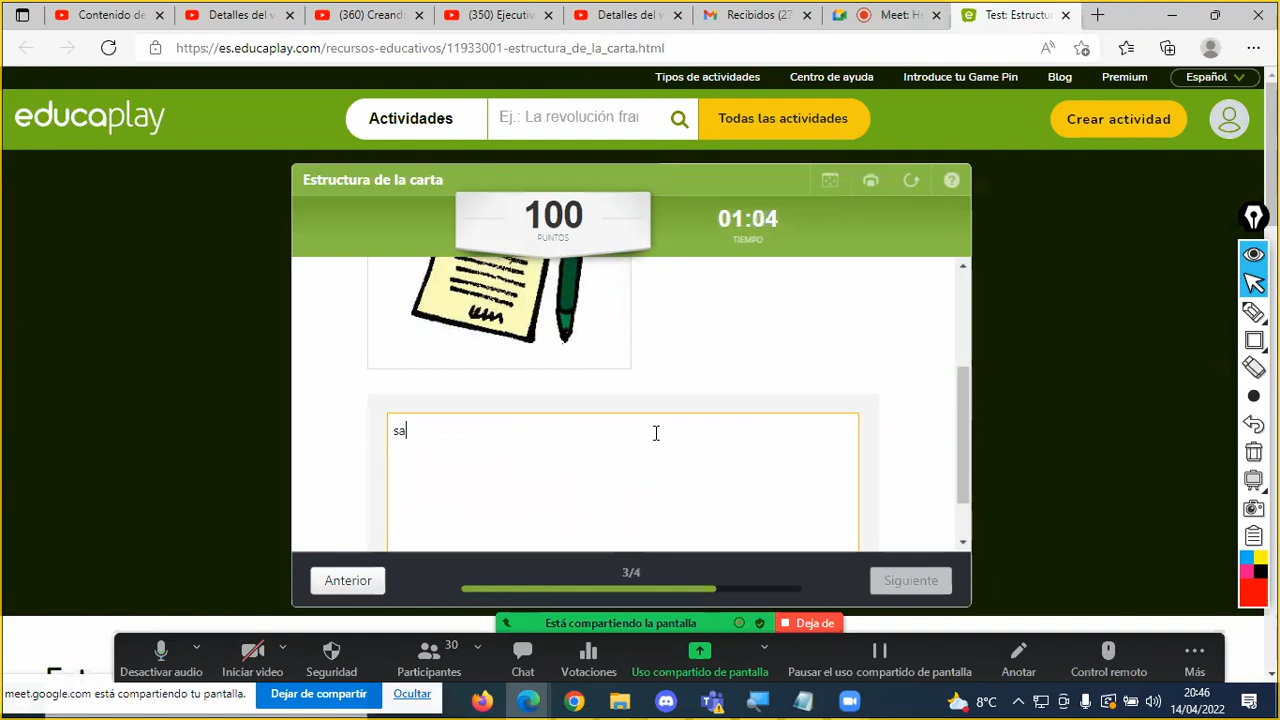 Contenido de
Detalles del v
(360) Creand
(350) Ejecutiv
Detalles del v
Recibidos (27
Meet: H
Test: Estructu
https://es.educaplay.com/recursos-educativos/11933001-estructura_de_la_carta.html
Tipos de actividades
Centro de ayuda
Introduce tu Game Pin
Blog
Premium
Español
educaplay
Actividades
Ej.: La revolución fran
Todas las actividades
Crear actividad
Estructura de la carta
100
PUNTOS
01:04
TIEMPO
sa
3/4
Anterior
Siguiente
Está compartiendo la pantalla
Deja de
30
Desactivar audio
Iniciar video
Seguridad
Participantes
Chat
Votaciones
Uso compartido de pantalla
Pausar el uso compartido de pantalla
Anotar
Control remoto
Más
meet.google.com está compartiendo tu pantalla.
Dejar de compartir
Ocultar
8°C
20:46
14/04/2022